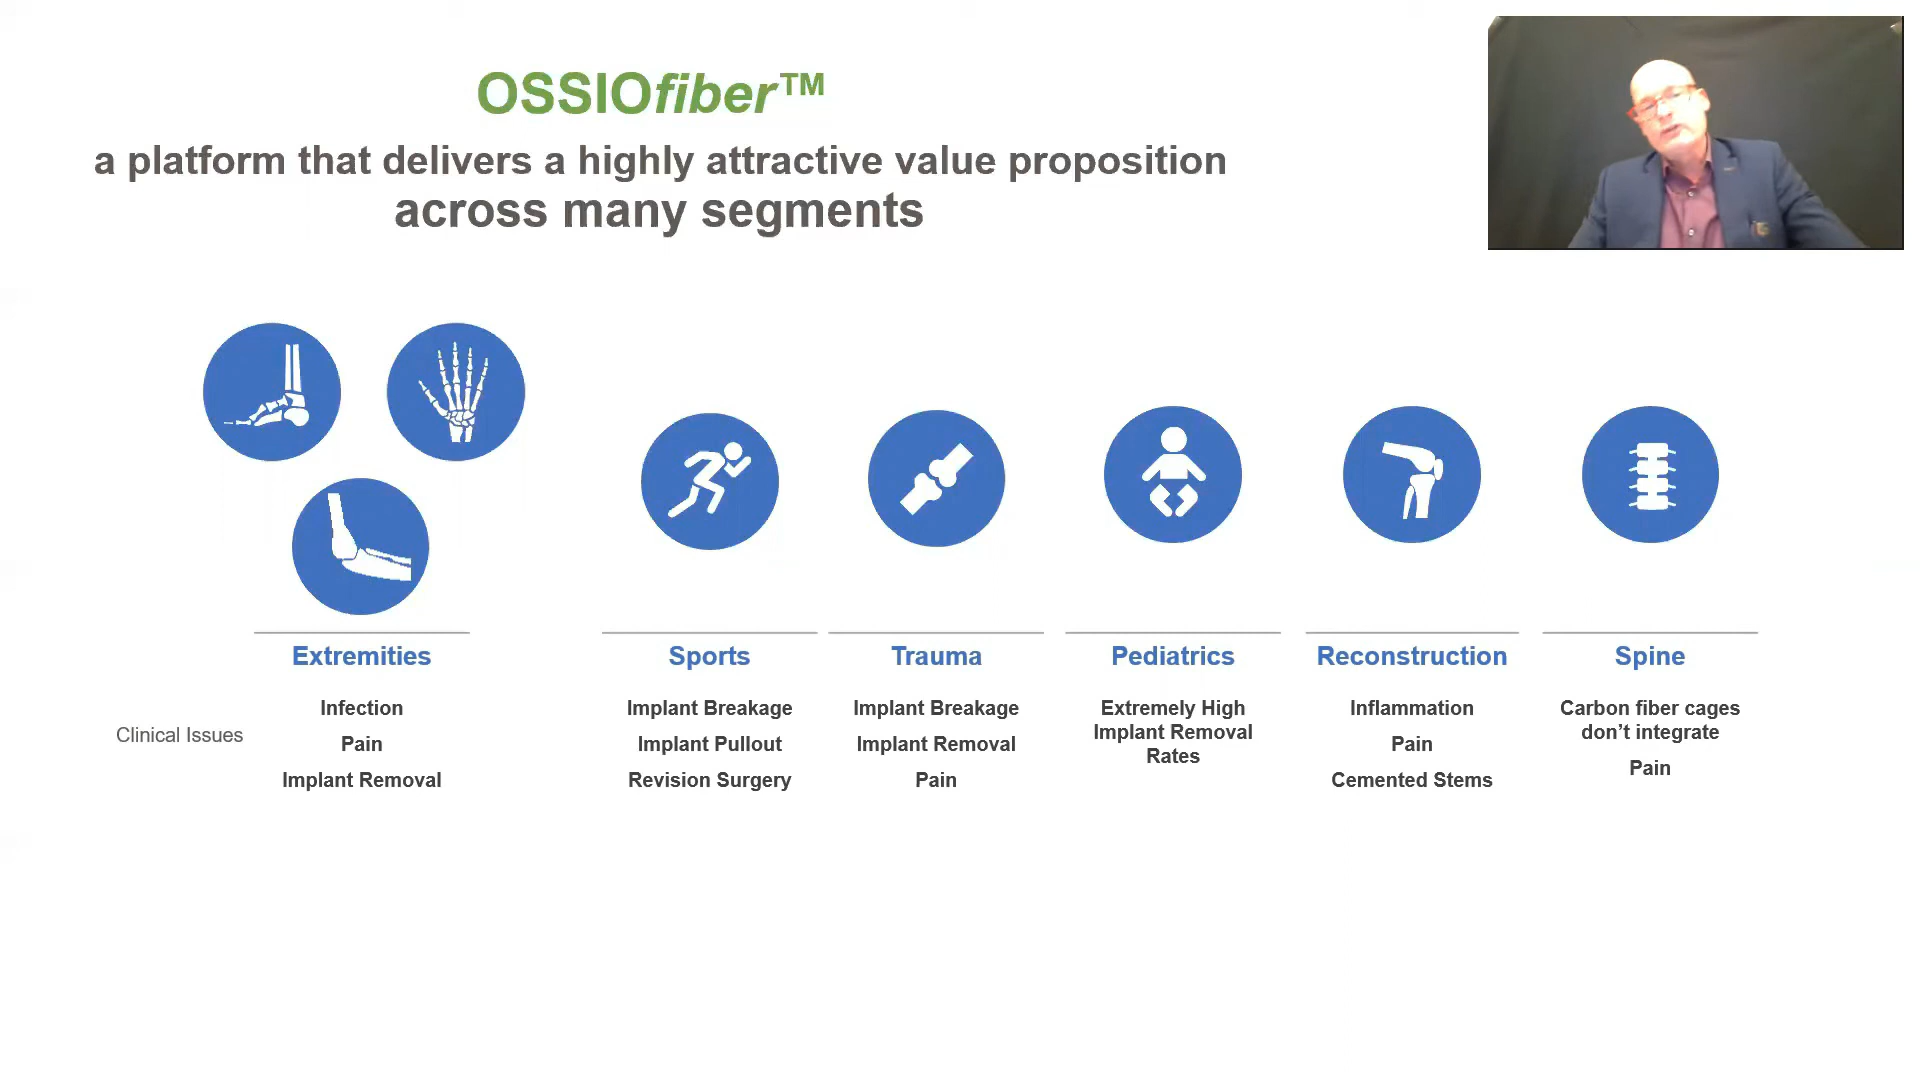 OSSIOfiber™
a platform that delivers a highly attractive value proposition
across many segments
Extremities
Sports
Trauma
Pediatrics
Reconstruction
Spine
Clinical Issues
Infection
Pain
Implant Removal
Implant Breakage
Implant Pullout
Revision Surgery
Implant Breakage
Implant Removal
Pain
Extremely High
Implant Removal
Rates
Inflammation
Pain
Cemented Stems
Carbon fiber cages
don’t integrate
Pain